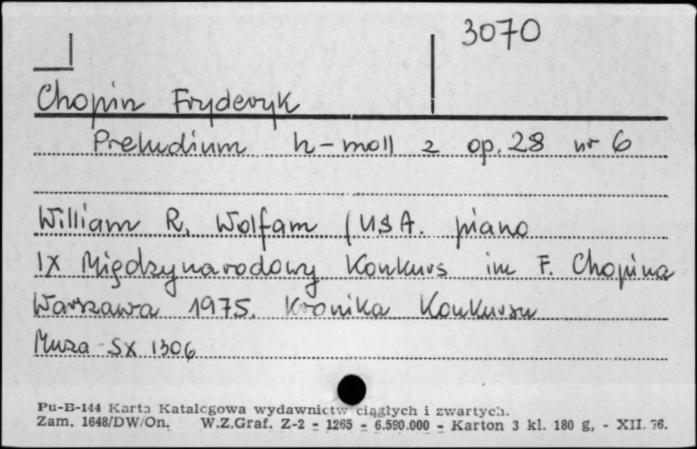 3070
Chopin Fryderyk
Preludium h-moll z op. 28 nr 6
William R. Wolfam /USA. piano
IX Międzynarodowy Konkurs im F. Chopina
Warszawa 1975. Kronika Konkursu
Muza SX 1306
Pu-B-144 Karta Katalogowa wydawnictw ciągłych i zwartych.
Zam. 1648/DW/On. W.Z.Graf. Z-2 - 1265 - 6.590.000 - Karton 3 kl. 180 g, - XII. 76.